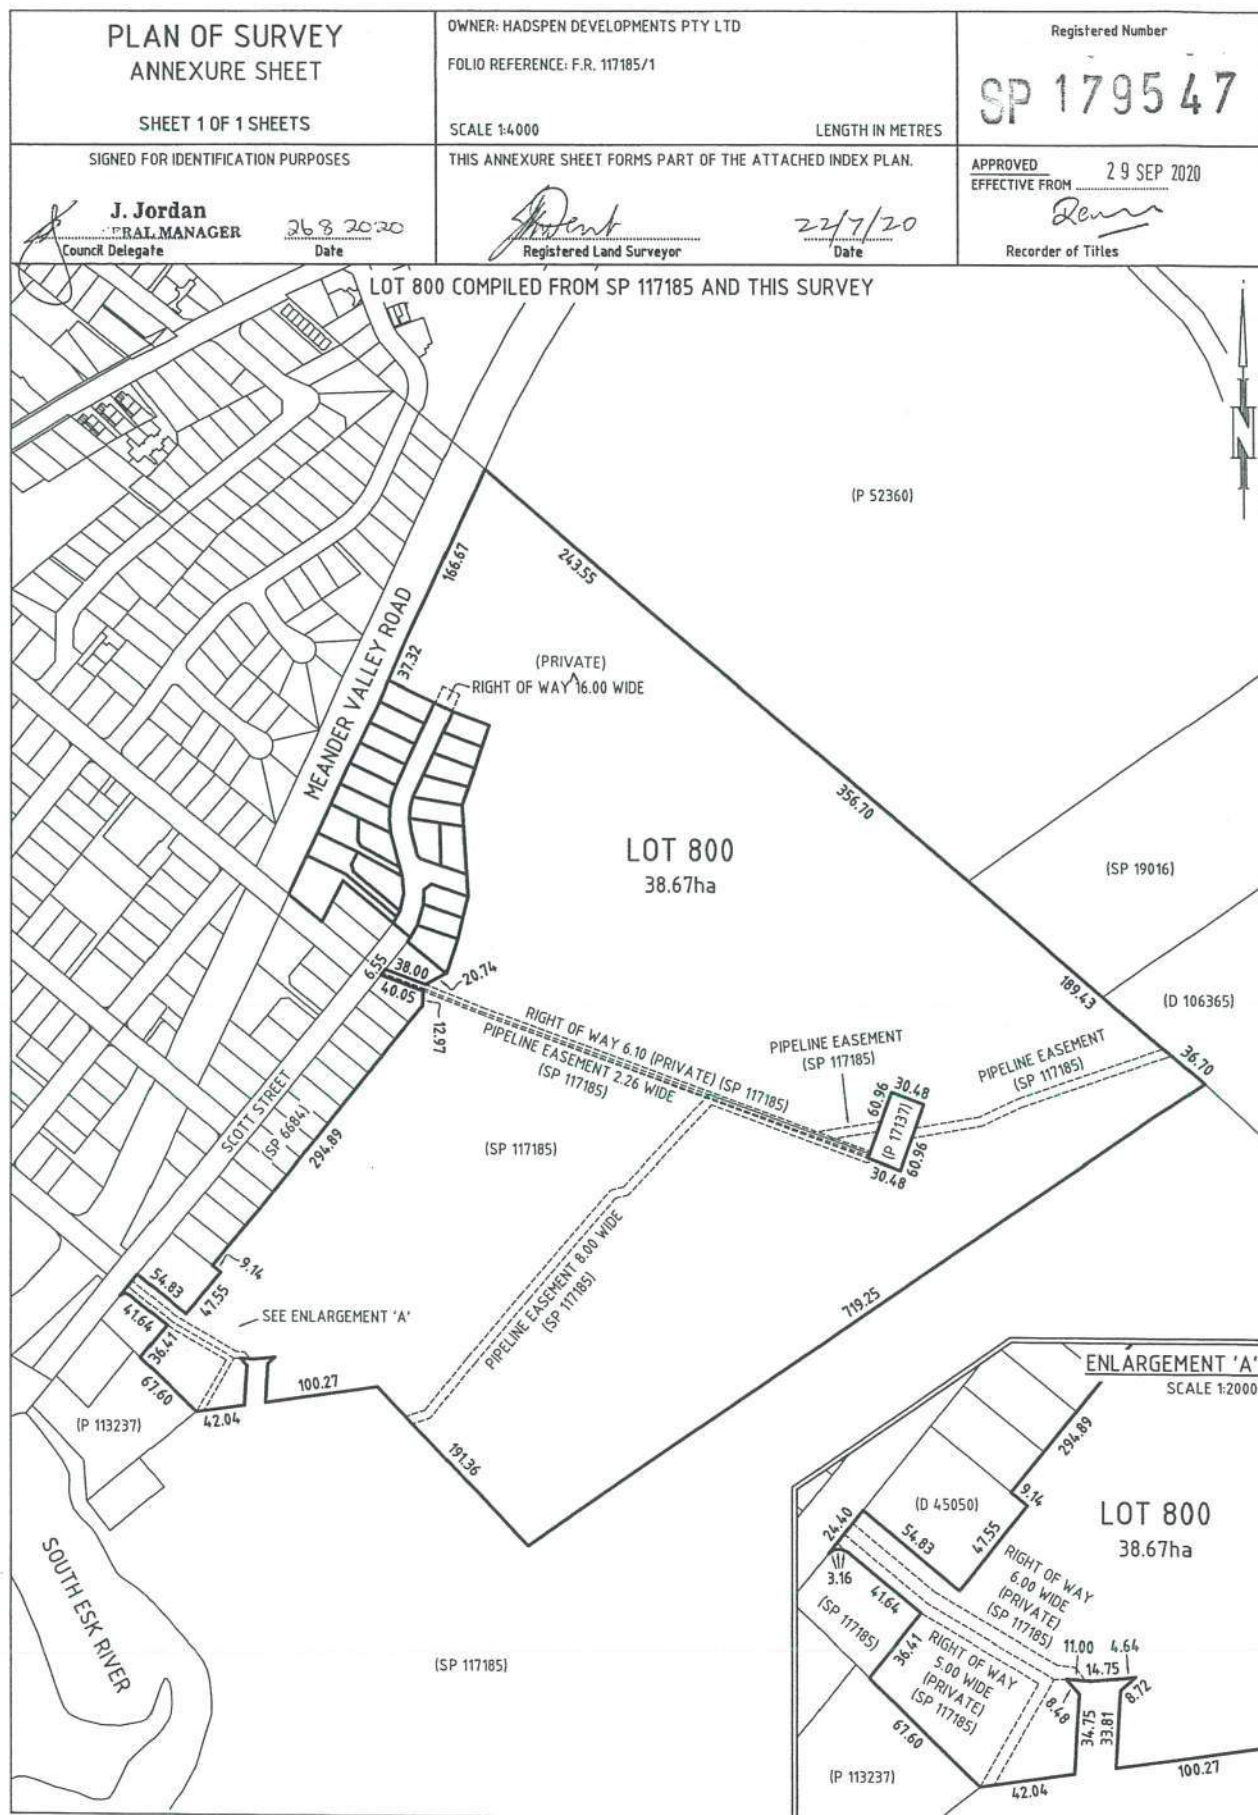 PLAN OF SURVEY
ANNEXURE SHEET
SHEET 1 OF 1 SHEETS
OWNER: HADSPEN DEVELOPMENTS PTY LTD
FOLIO REFERENCE: F.R. 117185/1
SCALE 1:4000
LENGTH IN METRES
Registered Number
SP 179547
SIGNED FOR IDENTIFICATION PURPOSES
J. Jordan
ERAL MANAGER
26 8 2020
Council Delegate
Date
THIS ANNEXURE SHEET FORMS PART OF THE ATTACHED INDEX PLAN.
22/7/20
Registered Land Surveyor
Date
APPROVED
EFFECTIVE FROM
29 SEP 2020
Recorder of Titles
LOT 800 COMPILED FROM SP 117185 AND THIS SURVEY
N
(P 52360)
166.67
243.55
MEANDER VALLEY ROAD
37.32
(PRIVATE)
RIGHT OF WAY 16.00 WIDE
356.70
LOT 800
38.67ha
(SP 19016)
6.55
38.00
40.05
20.74
12.97
189.43
(D 106365)
36.70
RIGHT OF WAY 6.10 (PRIVATE) (SP 117185)
PIPELINE EASEMENT 2.26 WIDE
(SP 117185)
PIPELINE EASEMENT
(SP 117185)
PIPELINE EASEMENT
(SP 117185)
30.48
60.96
(P 17137)
60.96
30.48
SCOTT STREET
(SP 6684)
294.89
(SP 117185)
PIPELINE EASEMENT 8.00 WIDE
(SP 117185)
9.14
54.83
47.55
SEE ENLARGEMENT 'A'
41.64
36.41
67.60
42.04
100.27
719.25
191.36
(P 113237)
SOUTH ESK RIVER
(SP 117185)
ENLARGEMENT 'A'
SCALE 1:2000
294.89
9.14
(D 45050)
LOT 800
38.67ha
24.40
54.83
47.55
3.16
41.64
RIGHT OF WAY
6.00 WIDE
(PRIVATE)
(SP 117185)
(SP 117185)
36.41
RIGHT OF WAY
5.00 WIDE
(PRIVATE)
(SP 117185)
11.00
4.64
14.75
8.48
8.72
34.75
33.81
67.60
(P 113237)
42.04
100.27